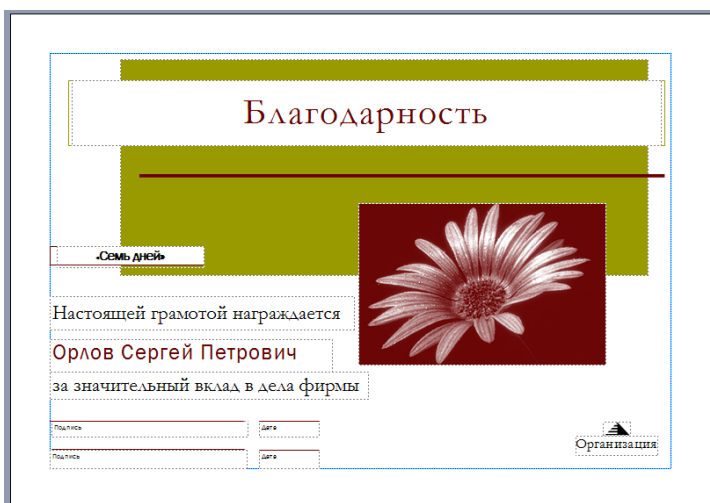 Благодарность
«Семь дней»
Настоящей грамотой награждается
Орлов Сергей Петрович
за значительный вклад в дела фирмы
Подпись
Дата
Организация
Подпись
Дата